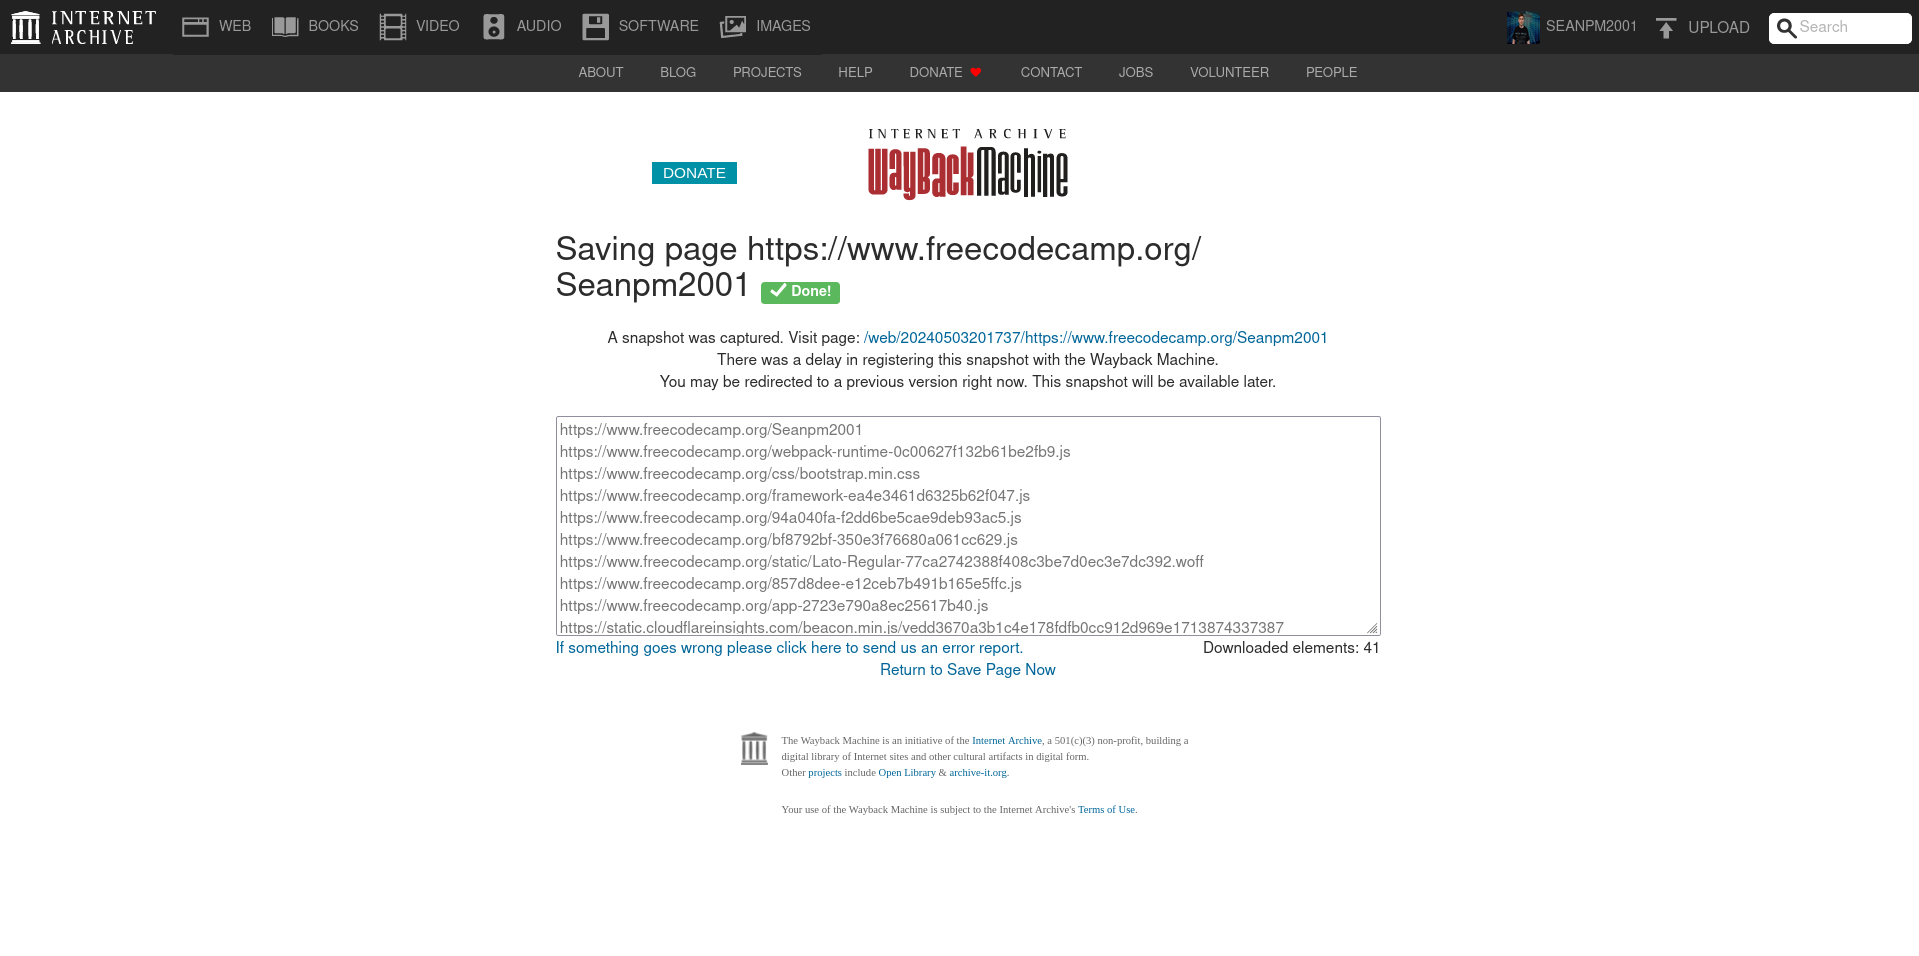 INTERNET ARCHIVE
WEB BOOKS VIDEO AUDIO SOFTWARE IMAGES SEANPM2001 UPLOAD Search
ABOUT BLOG PROJECTS HELP DONATE CONTACT JOBS VOLUNTEER PEOPLE
INTERNET ARCHIVE
WayBackMachine
DONATE
Saving page https://www.freecodecamp.org/
Seanpm2001 Done!
A snapshot was captured. Visit page: /web/20240503201737/https://www.freecodecamp.org/Seanpm2001
There was a delay in registering this snapshot with the Wayback Machine.
You may be redirected to a previous version right now. This snapshot will be available later.
https://www.freecodecamp.org/Seanpm2001
https://www.freecodecamp.org/webpack-runtime-0c00627f132b61be2fb9.js
https://www.freecodecamp.org/css/bootstrap.min.css
https://www.freecodecamp.org/framework-ea4e3461d6325b62f047.js
https://www.freecodecamp.org/94a040fa-f2dd6be5cae9deb93ac5.js
https://www.freecodecamp.org/bf8792bf-350e3f76680a061cc629.js
https://www.freecodecamp.org/static/Lato-Regular-77ca2742388f408c3be7d0ec3e7dc392.woff
https://www.freecodecamp.org/857d8dee-e12ceb7b491b165e5ffc.js
https://www.freecodecamp.org/app-2723e790a8ec25617b40.js
https://static.cloudflareinsights.com/beacon.min.js/vedd3670a3b1c4e178fdfb0cc912d969e1713874337387
If something goes wrong please click here to send us an error report. Downloaded elements: 41
Return to Save Page Now
The Wayback Machine is an initiative of the Internet Archive, a 501(c)(3) non-profit, building a
digital library of Internet sites and other cultural artifacts in digital form.
Other projects include Open Library & archive-it.org.
Your use of the Wayback Machine is subject to the Internet Archive's Terms of Use.